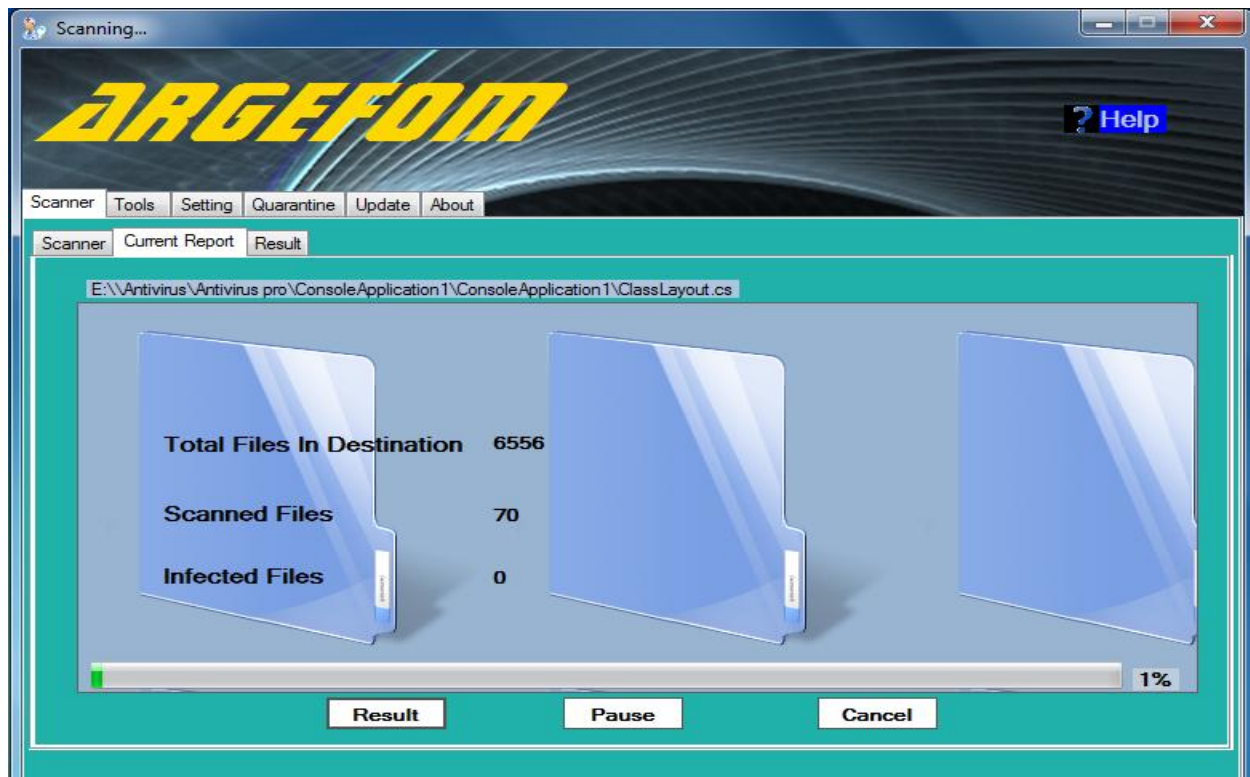 Scanning...
ARGEFOM
? Help
Scanner Tools Setting Quarantine Update About
Scanner Current Report Result
E:\\Antivirus\Antivirus pro\ConsoleApplication1\ConsoleApplication1\ClassLayout.cs
Total Files In Destination 6556
Scanned Files 70
Infected Files 0
1%
Result Pause Cancel